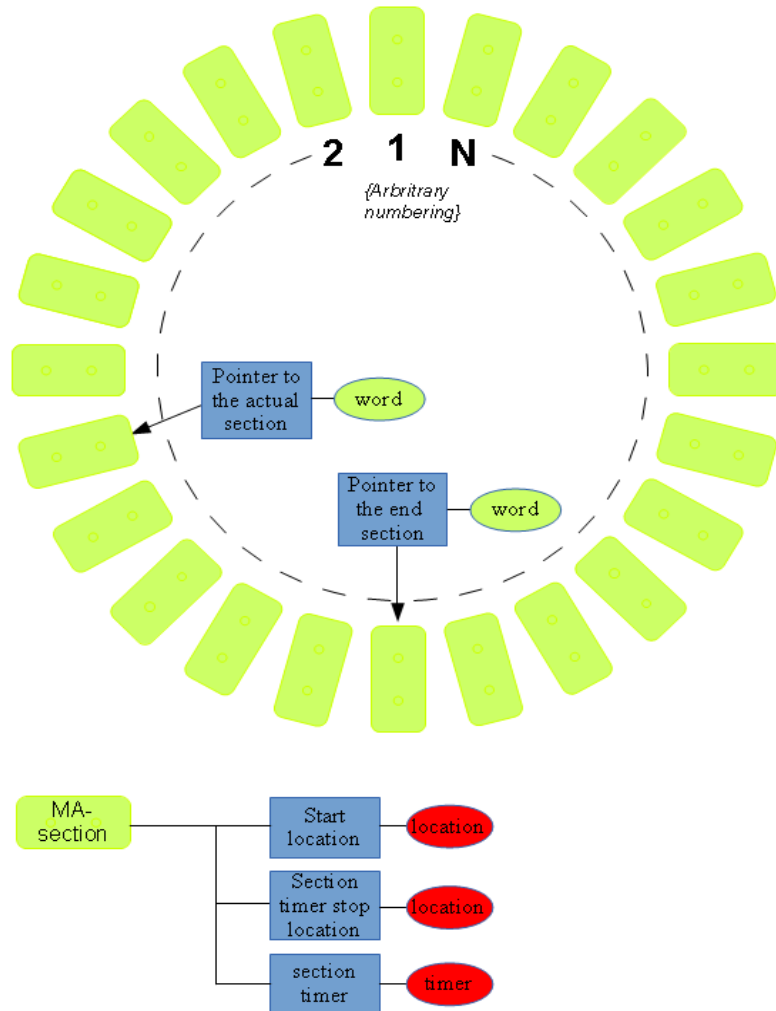 2 1 N
{Arbritrary
numbering}
Pointer to
the actual
section
word
Pointer to
the end
section
word
MA-
section
Start
location
location
Section
timer stop
location
location
section
timer
timer